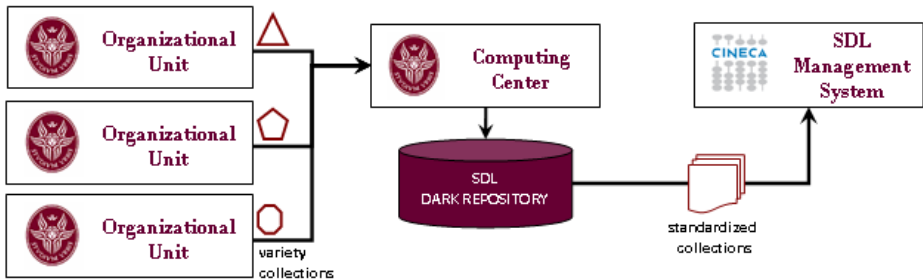 Organizational
Unit
Organizational
Unit
Organizational
Unit
variety
collections
Computing
Center
SDL
DARK REPOSITORY
standardized
collections
CINECA
SDL
Management
System